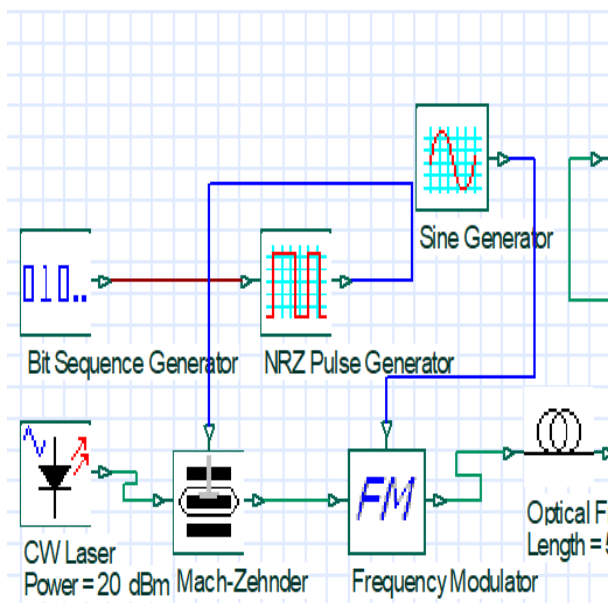 Sine Generator
010..
Bit Sequence Generator
NRZ Pulse Generator
FM
CW Laser
Power = 20 dBm
Mach-Zehnder
Frequency Modulator
Optical F
Length = 5